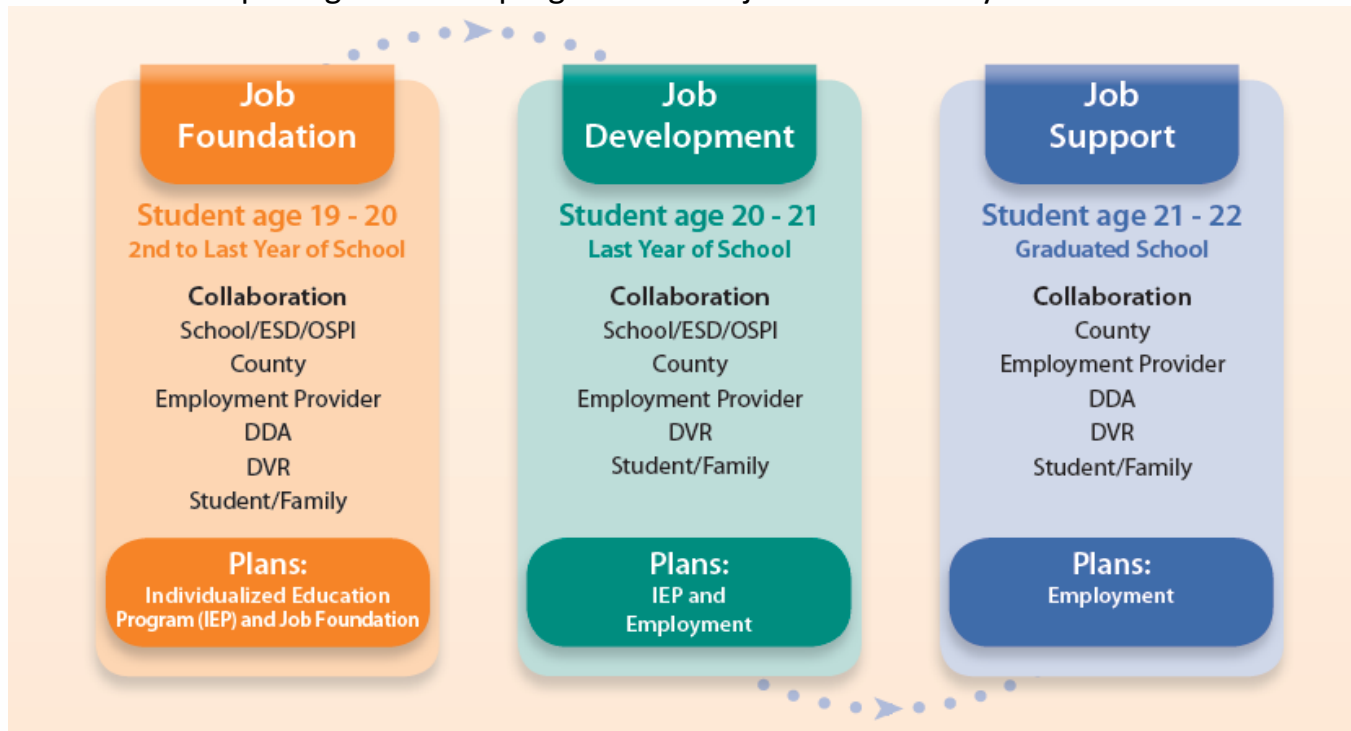 Job
Foundation
Student age 19 - 20
2nd to Last Year of School
Collaboration
School/ESD/OSPI
County
Employment Provider
DDA
DVR
Student/Family
Plans:
Individualized Education
Program (IEP) and Job Foundation
Job
Development
Student age 20 - 21
Last Year of School
Collaboration
School/ESD/OSPI
County
Employment Provider
DVR
Student/Family
Plans:
IEP and
Employment
Job
Support
Student age 21 - 22
Graduated School
Collaboration
County
Employment Provider
DDA
DVR
Student/Family
Plans:
Employment